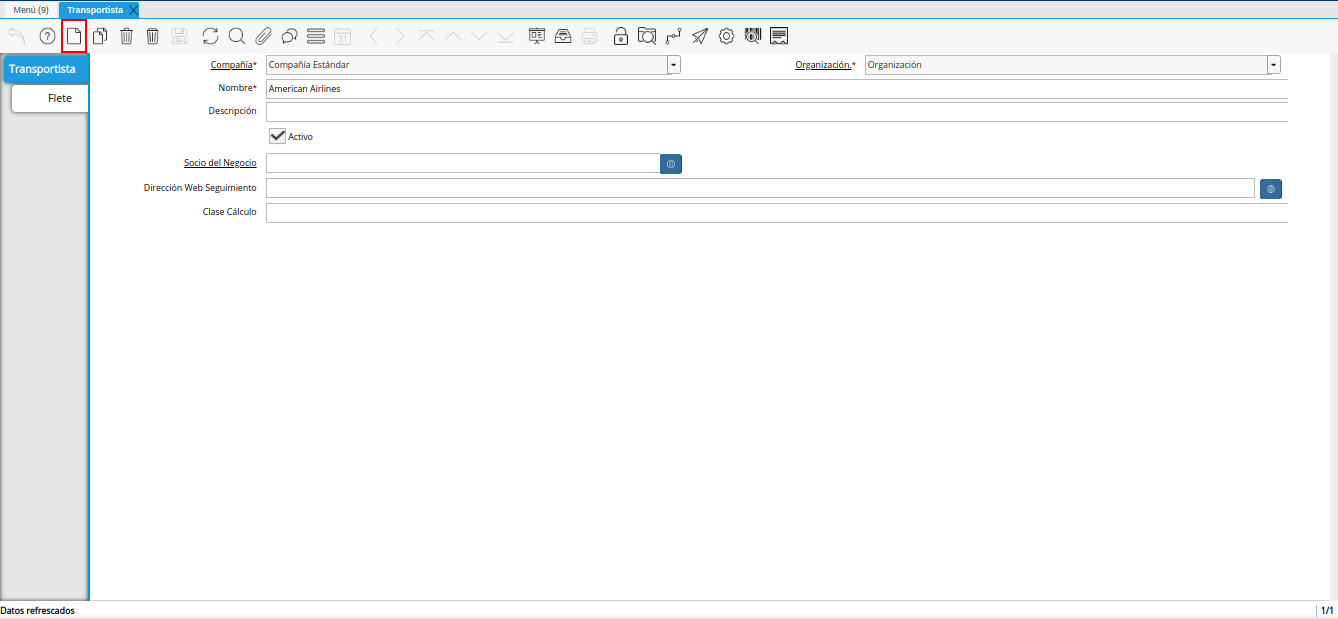 Menú (9) Transportista
31
Transportista
Flete
Compañía* Compañía Estándar Organización.* Organización
Nombre* American Airlines
Descripción
Activo
Socio del Negocio
Dirección Web Seguimiento
Clase Cálculo
Datos refrescados 1/1